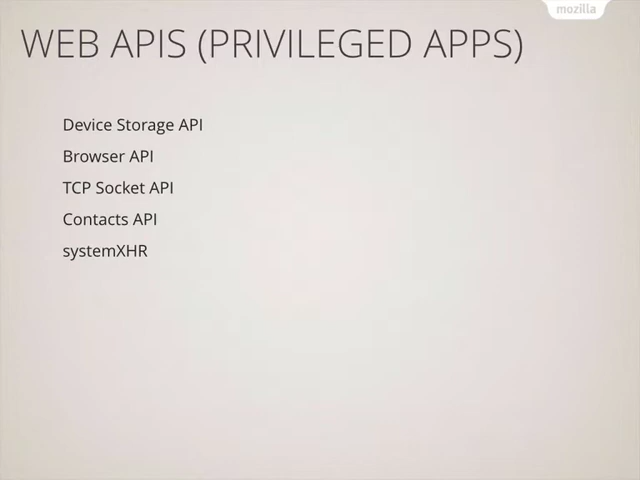 mozilla
WEB APIS (PRIVILEGED APPS)
Device Storage API
Browser API
TCP Socket API
Contacts API
systemXHR